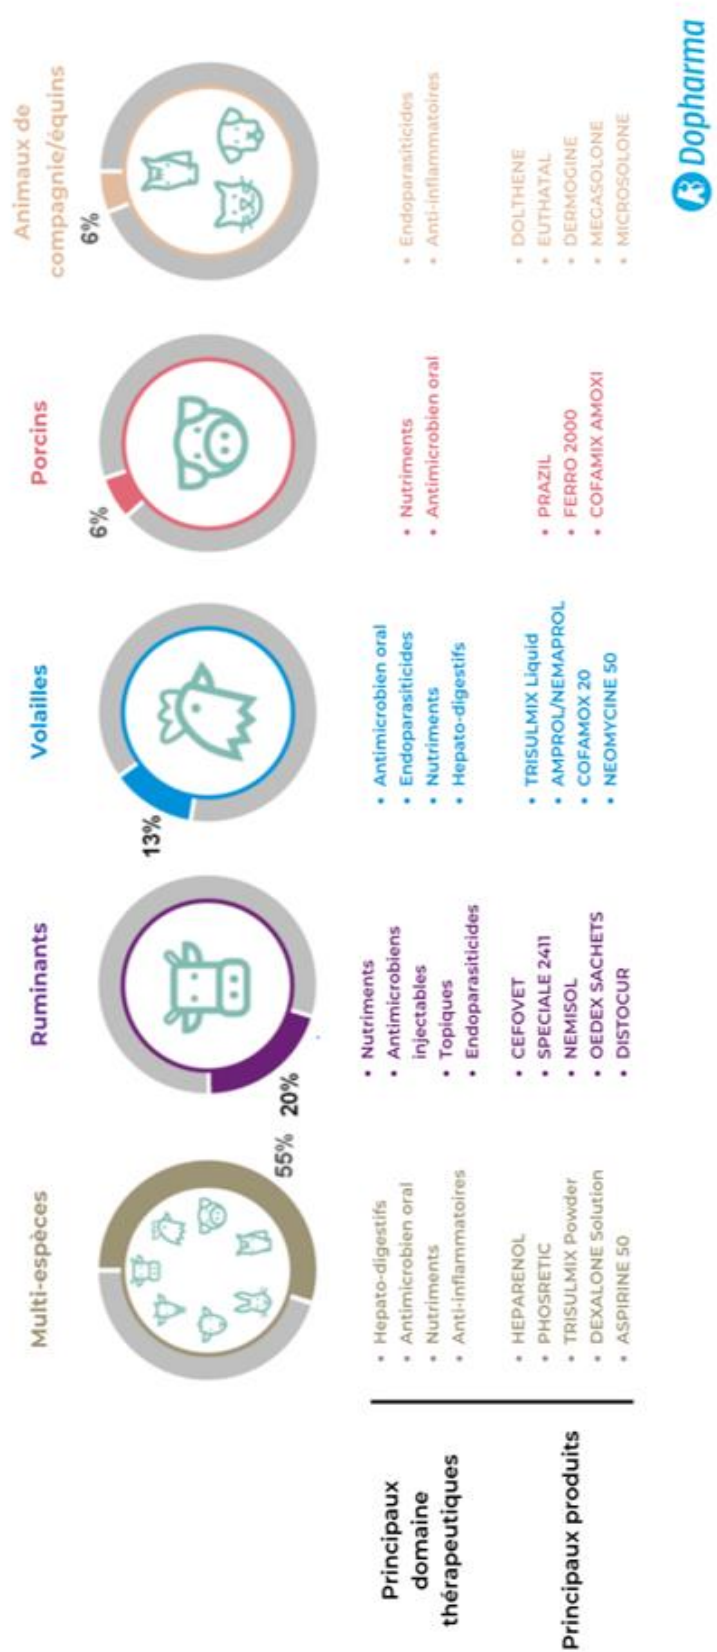 Multi-espèces
55%
Ruminants
20%
Volailles
13%
Porcins
6%
Animaux de
compagnie/équins
6%
Principaux
domaine
thérapeutiques
• Hepato-digestifs
• Antimicrobien oral
• Nutriments
• Anti-inflammatoires
• Nutriments
• Antimicrobiens
injectables
• Topiques
• Endoparasiticides
• Antimicrobien oral
• Endoparasiticides
• Nutriments
• Hepato-digestifs
• Nutriments
• Antimicrobien oral
• Endoparasiticides
• Anti-inflammatoires
Principaux produits
• HEPARENOL
• PHOSRETIC
• TRISULMIX Powder
• DEXALONE Solution
• ASPIRINE 50
• CEFOVET
• SPECIALE 2411
• NEMISOL
• OEDEX SACHETS
• DISTOCUR
• TRISULMIX Liquid
• AMPROL/NEMAPROL
• COFAMOX 20
• NEOMYCINE 50
• PRAZIL
• FERRO 2000
• COFAMIX AMOXI
• DOLTHENE
• EUTHATAL
• DERMOGINE
• MEGASOLONE
• MICROSOLONE
Dopharma